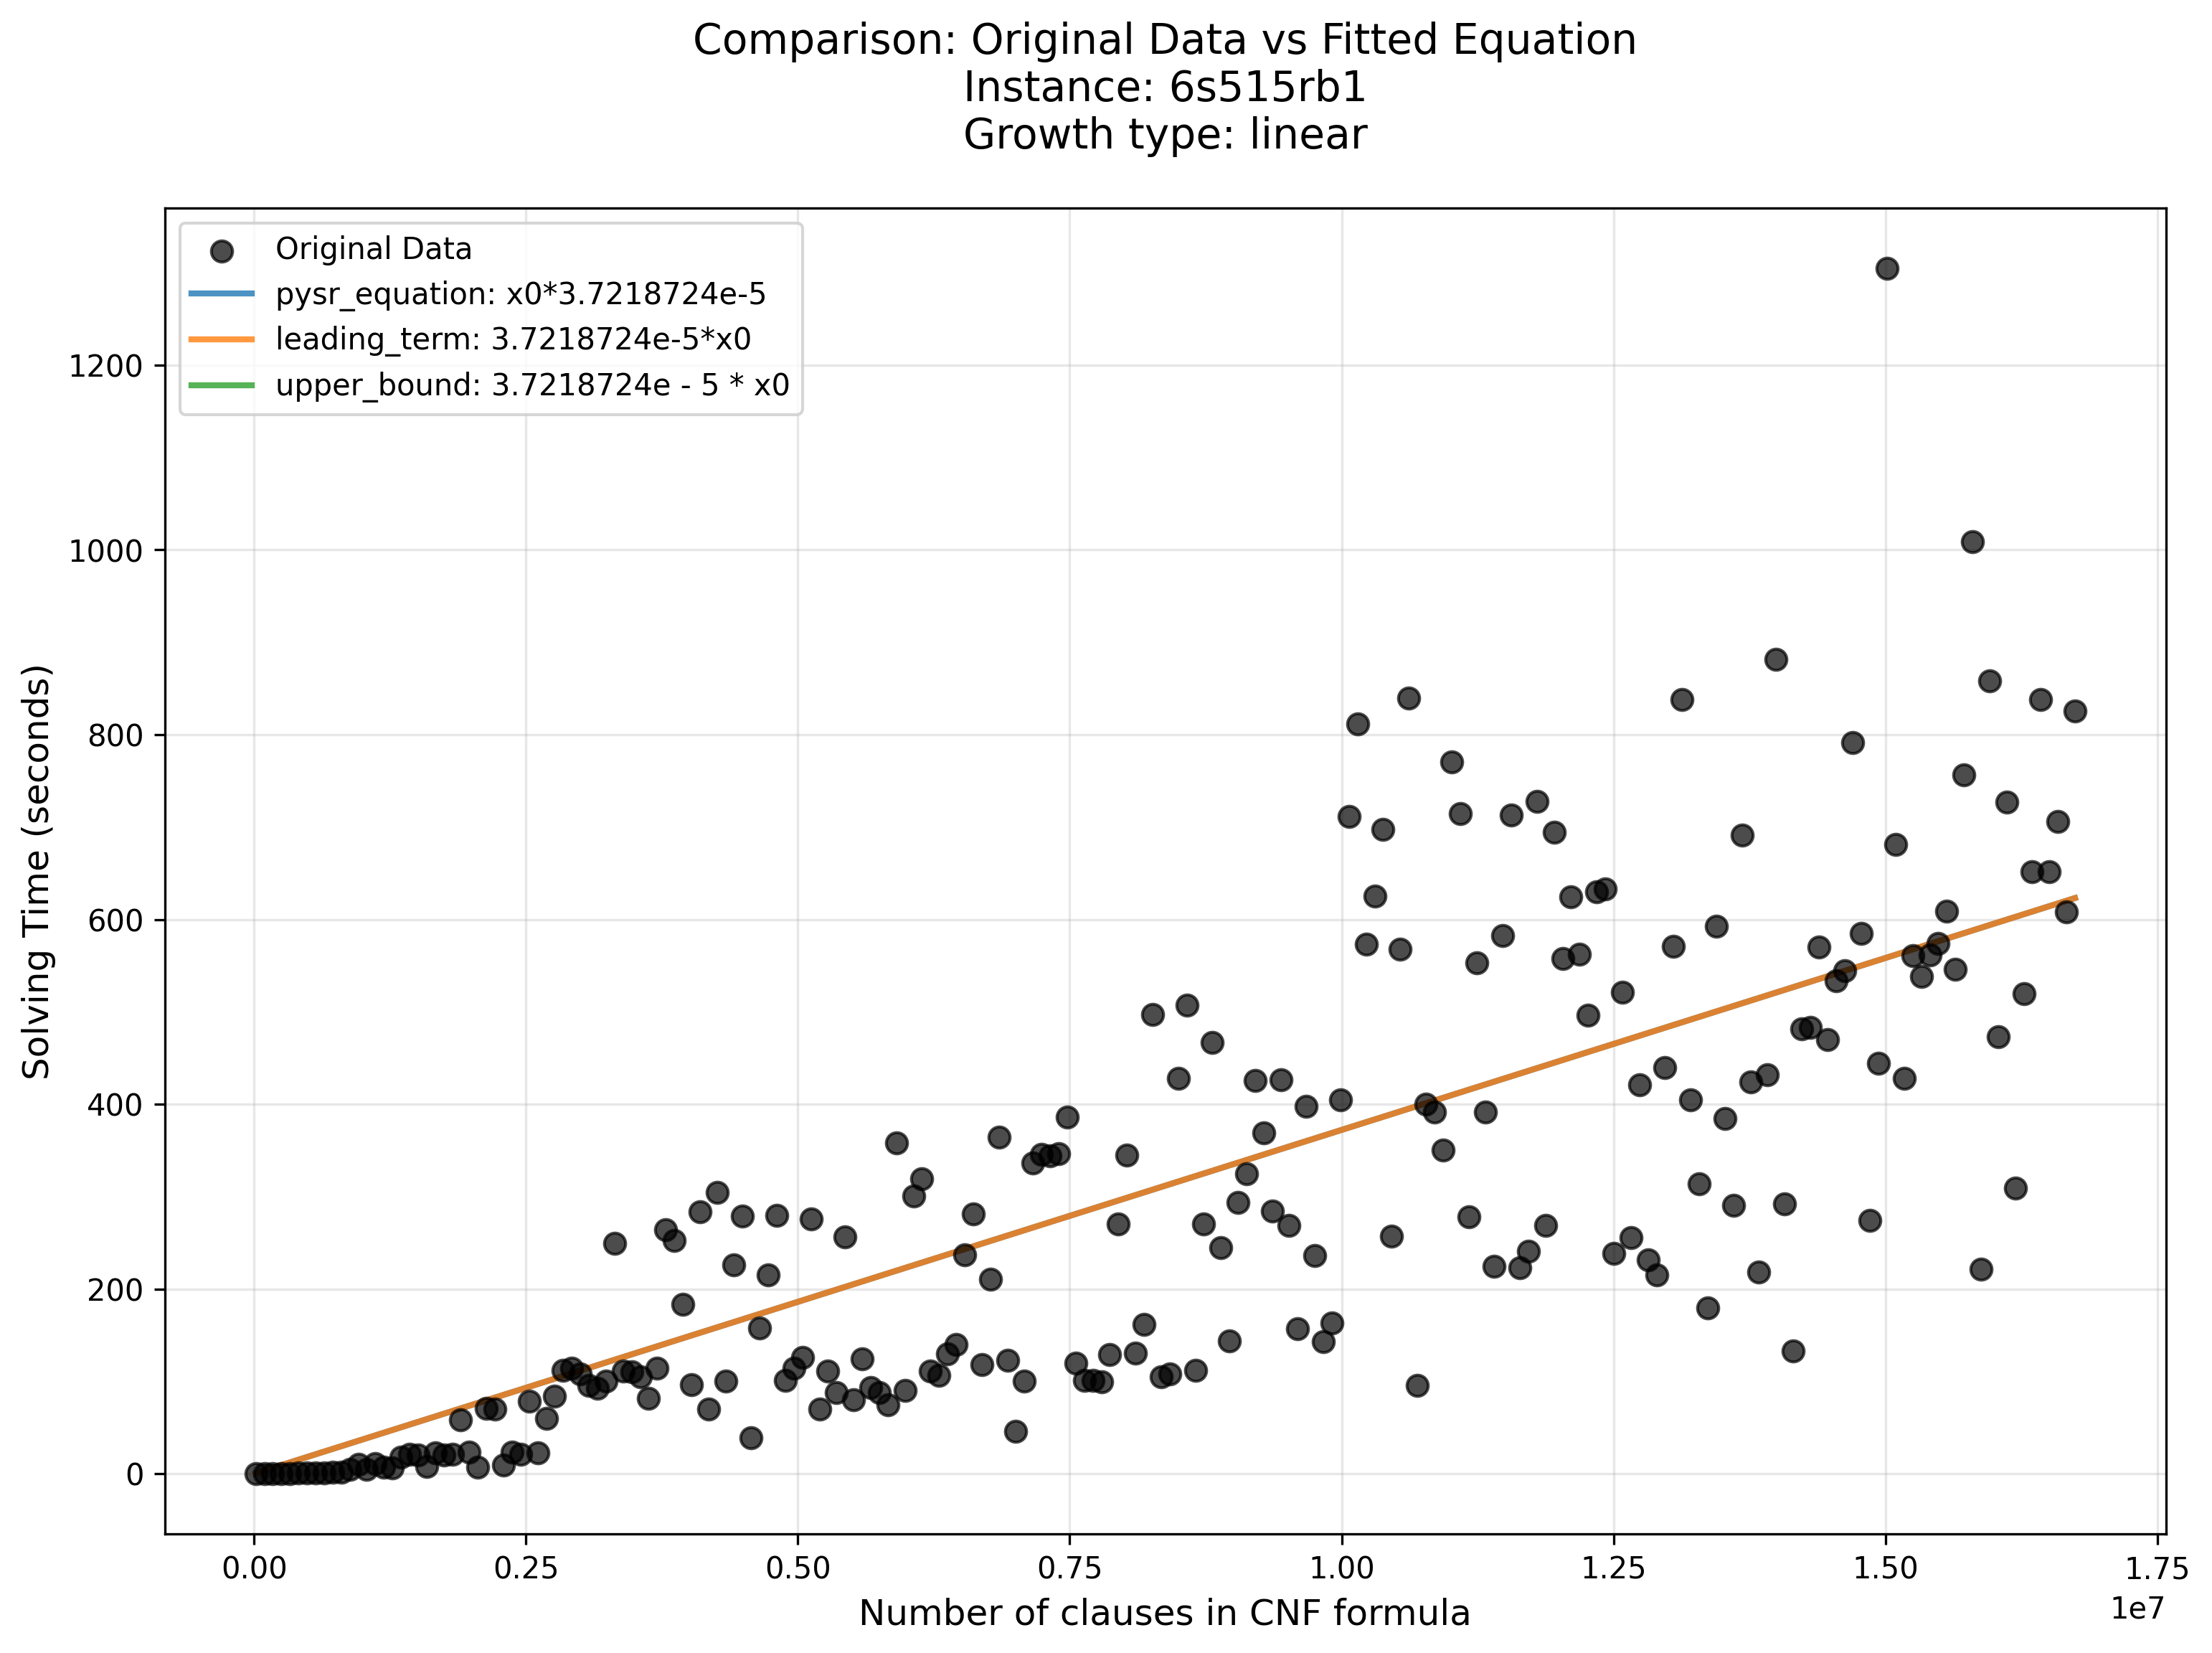 Comparison: Original Data vs Fitted Equation
Instance: 6s515rb1
Growth type: linear
Original Data
pysr_equation: x0*3.7218724e-5
leading_term: 3.7218724e-5*x0
upper_bound: 3.7218724e - 5 * x0
1200
1000
800
600
400
200
0
Solving Time (seconds)
0.00 0.25 0.50 0.75 1.00 1.25 1.50 1.75
1e7
Number of clauses in CNF formula